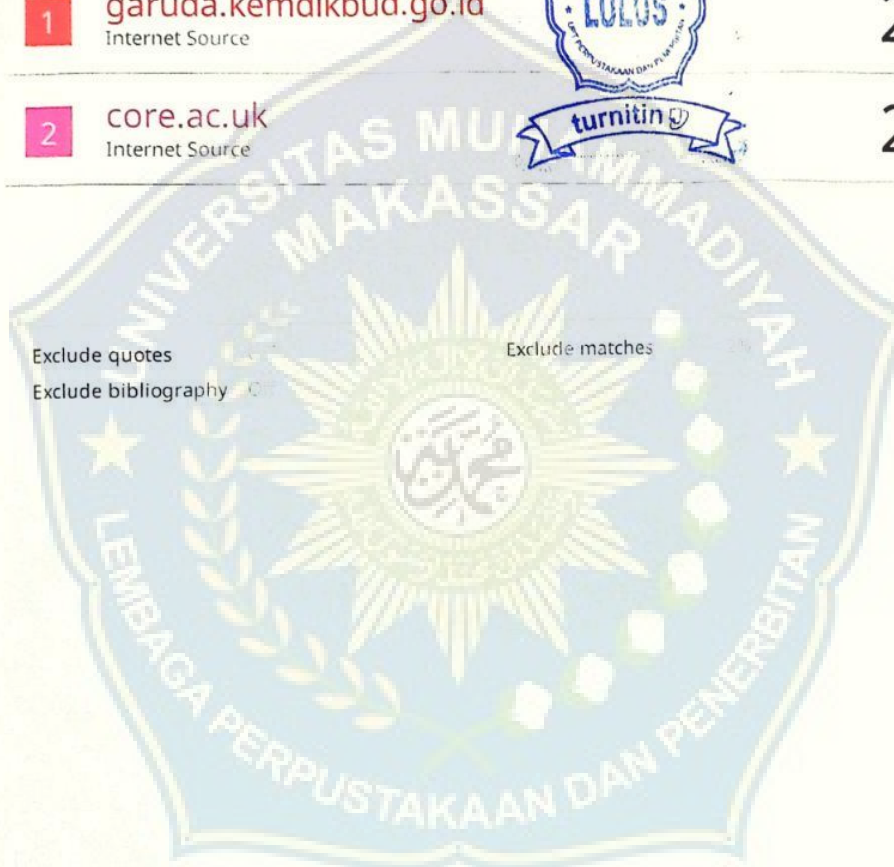 1 garuda.kemdikbud.go.id
Internet Source
LULUS
2 core.ac.uk
Internet Source
turnitin
UNIVERSITAS MUHAMMADIYAH
MAKASSAR
Exclude quotes
Exclude matches
Exclude bibliography
محمد
LEMBAGA PERPUSTAKAAN DAN PENERBITAN